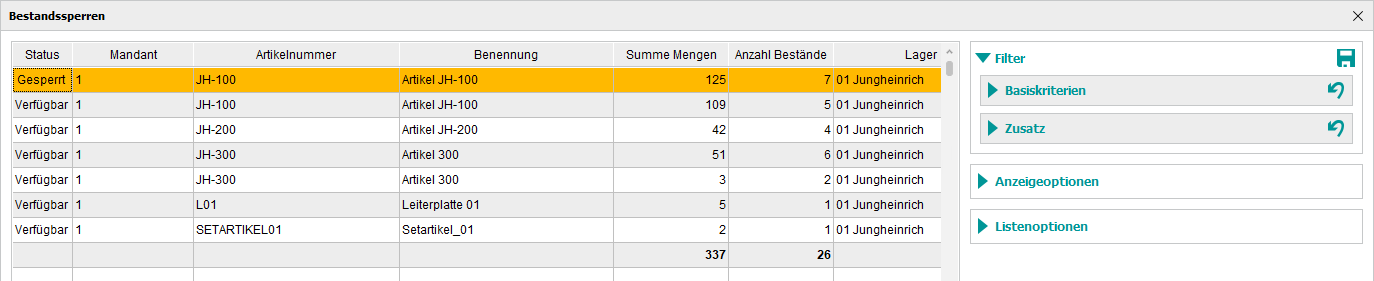 Bestandssperren
Status Mandant Artikelnummer Benennung Summe Mengen Anzahl Bestände Lager
Gesperrt 1 JH-100 Artikel JH-100 125 7 01 Jungheinrich
Verfügbar 1 JH-100 Artikel JH-100 109 5 01 Jungheinrich
Verfügbar 1 JH-200 Artikel JH-200 42 4 01 Jungheinrich
Verfügbar 1 JH-300 Artikel 300 51 6 01 Jungheinrich
Verfügbar 1 JH-300 Artikel 300 3 2 01 Jungheinrich
Verfügbar 1 L01 Leiterplatte 01 5 1 01 Jungheinrich
Verfügbar 1 SETARTIKEL01 Setartikel_01 2 1 01 Jungheinrich
337 26
Filter
Basiskriterien
Zusatz
Anzeigeoptionen
Listenoptionen